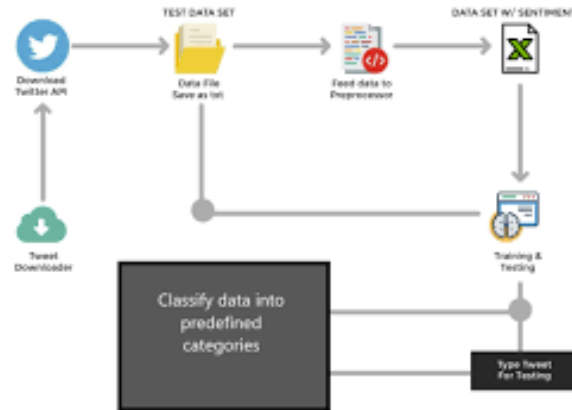 TEST DATA SET
DATA SET W/ SENTIMENT
Download
Twitter API
Data File
Save as txt
Feed data to
Preprocessor
Tweet
Downloader
Training &
Testing
Classify data into
predefined
categories
Type Tweet
For Testing